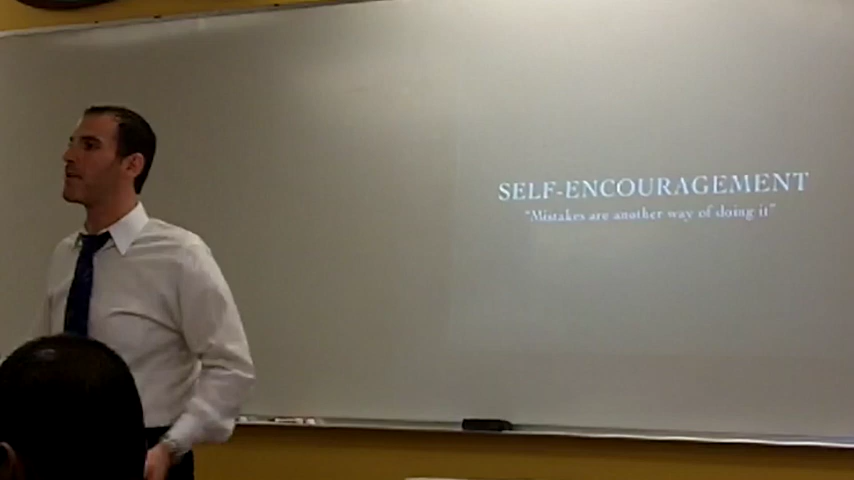 SELF-ENCOURAGEMENT
"Mistakes are another way of doing it"